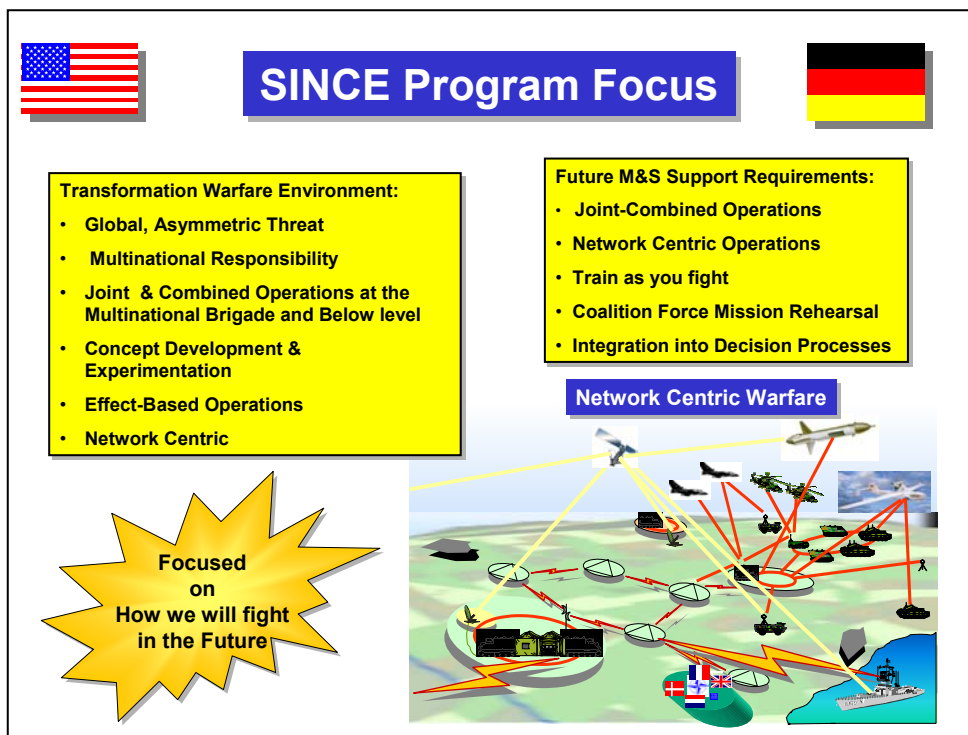 SINCE Program Focus
Transformation Warfare Environment:
• Global, Asymmetric Threat
• Multinational Responsibility
• Joint & Combined Operations at the
Multinational Brigade and Below level
• Concept Development &
Experimentation
• Effect-Based Operations
• Network Centric
Future M&S Support Requirements:
• Joint-Combined Operations
• Network Centric Operations
• Train as you fight
• Coalition Force Mission Rehearsal
• Integration into Decision Processes
Network Centric Warfare
Focused
on
How we will fight
in the Future